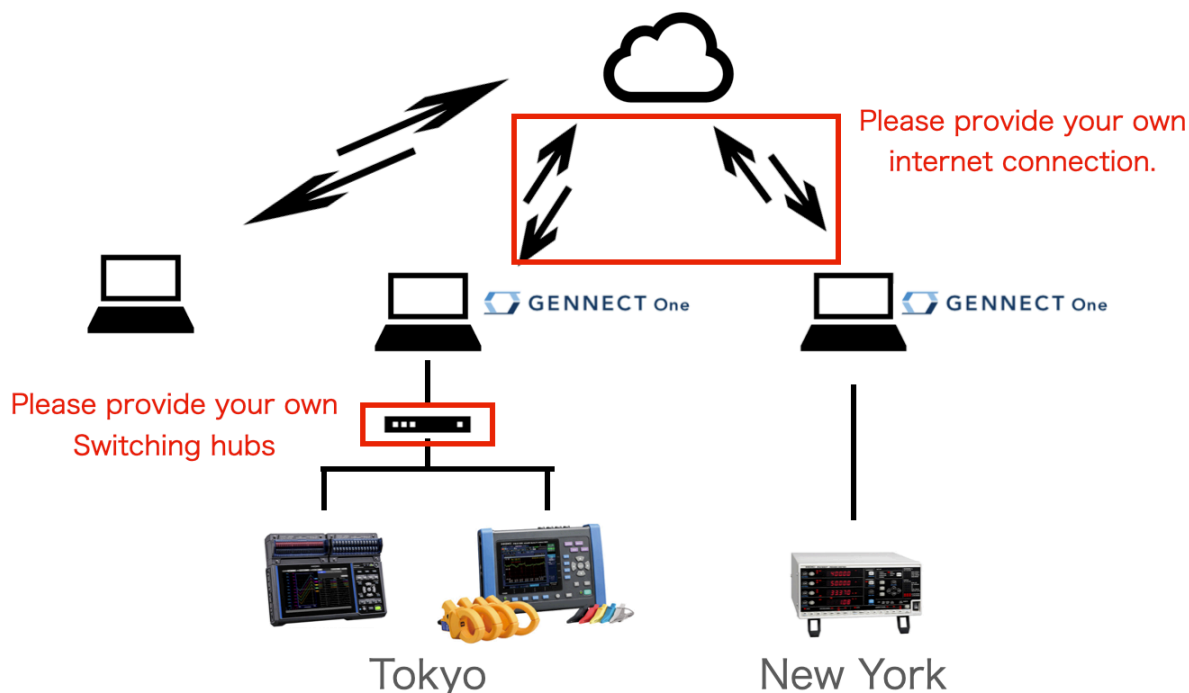 Please provide your own
internet connection.
GENNECT One
GENNECT One
Please provide your own
Switching hubs
Tokyo
New York